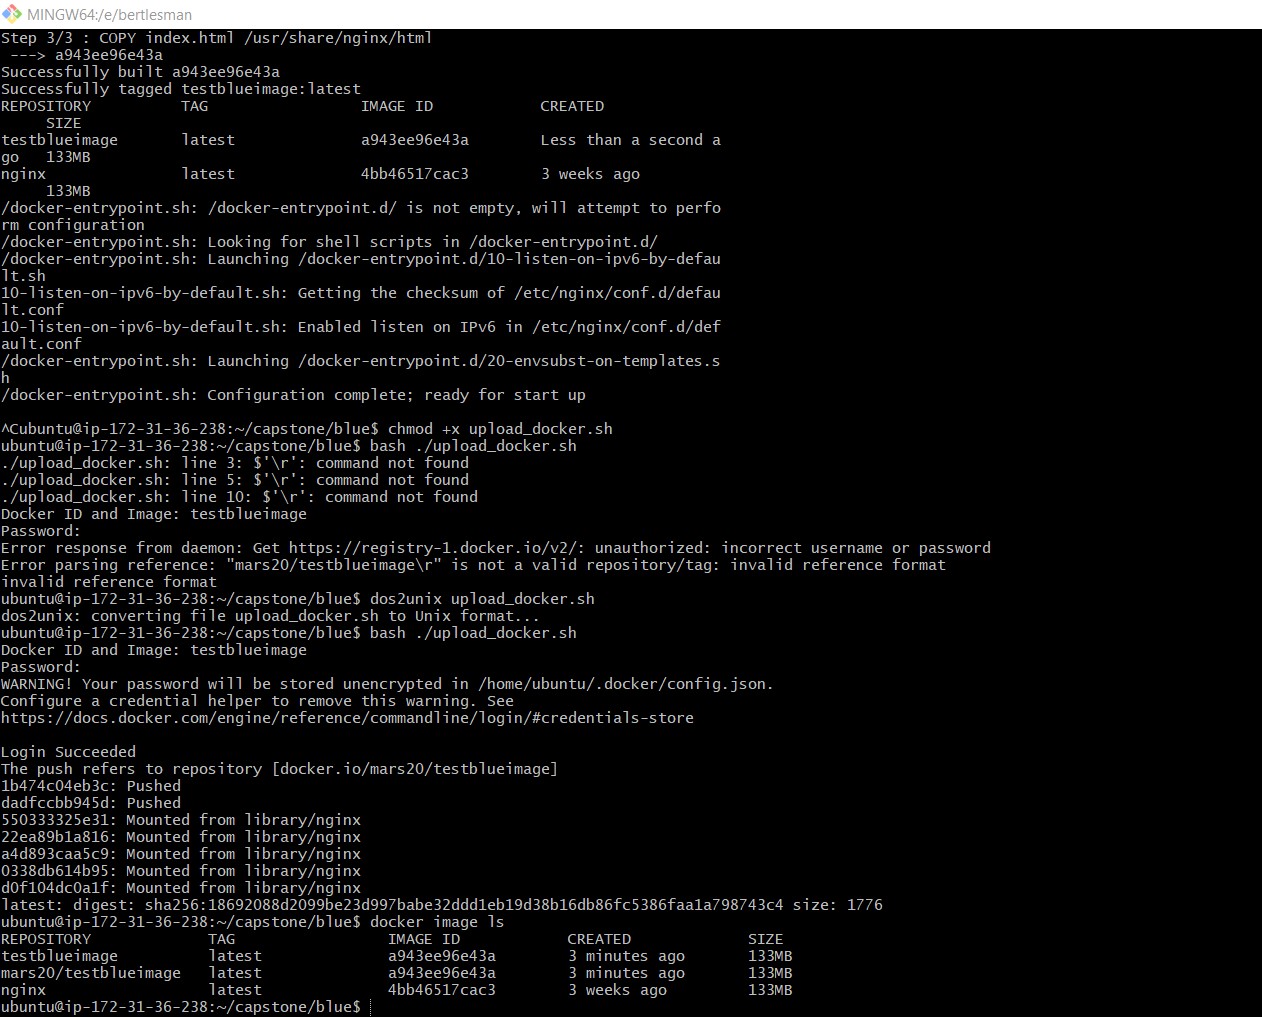 MINGW64:/e/bertlesman
Step 3/3 : COPY index.html /usr/share/nginx/html
 ---> a943ee96e43a
Successfully built a943ee96e43a
Successfully tagged testblueimage:latest
REPOSITORY          TAG                 IMAGE ID            CREATED
     SIZE
testblueimage       latest              a943ee96e43a        Less than a second a
go   133MB
nginx               latest              4bb46517cac3        3 weeks ago
     133MB
/docker-entrypoint.sh: /docker-entrypoint.d/ is not empty, will attempt to perfo
rm configuration
/docker-entrypoint.sh: Looking for shell scripts in /docker-entrypoint.d/
/docker-entrypoint.sh: Launching /docker-entrypoint.d/10-listen-on-ipv6-by-defau
lt.sh
10-listen-on-ipv6-by-default.sh: Getting the checksum of /etc/nginx/conf.d/defau
lt.conf
10-listen-on-ipv6-by-default.sh: Enabled listen on IPv6 in /etc/nginx/conf.d/def
ault.conf
/docker-entrypoint.sh: Launching /docker-entrypoint.d/20-envsubst-on-templates.s
h
/docker-entrypoint.sh: Configuration complete; ready for start up
^Cubuntu@ip-172-31-36-238:~/capstone/blue$ chmod +x upload_docker.sh
ubuntu@ip-172-31-36-238:~/capstone/blue$ bash ./upload_docker.sh
./upload_docker.sh: line 3: $'\r': command not found
./upload_docker.sh: line 5: $'\r': command not found
./upload_docker.sh: line 10: $'\r': command not found
Docker ID and Image: testblueimage
Password:
Error response from daemon: Get https://registry-1.docker.io/v2/: unauthorized: incorrect username or password
Error parsing reference: "mars20/testblueimage\r" is not a valid repository/tag: invalid reference format
invalid reference format
ubuntu@ip-172-31-36-238:~/capstone/blue$ dos2unix upload_docker.sh
dos2unix: converting file upload_docker.sh to Unix format...
ubuntu@ip-172-31-36-238:~/capstone/blue$ bash ./upload_docker.sh
Docker ID and Image: testblueimage
Password:
WARNING! Your password will be stored unencrypted in /home/ubuntu/.docker/config.json.
Configure a credential helper to remove this warning. See
https://docs.docker.com/engine/reference/commandline/login/#credentials-store
Login Succeeded
The push refers to repository [docker.io/mars20/testblueimage]
1b474c04eb3c: Pushed
dadfccbb945d: Pushed
550333325e31: Mounted from library/nginx
22ea89b1a816: Mounted from library/nginx
a4d893caa5c9: Mounted from library/nginx
0338db614b95: Mounted from library/nginx
d0f104dc0a1f: Mounted from library/nginx
latest: digest: sha256:18692088d2099be23d997babe32ddd1eb19d38b16db86fc5386faa1a798743c4 size: 1776
ubuntu@ip-172-31-36-238:~/capstone/blue$ docker image ls
REPOSITORY             TAG                 IMAGE ID            CREATED             SIZE
testblueimage          latest              a943ee96e43a        3 minutes ago       133MB
mars20/testblueimage   latest              a943ee96e43a        3 minutes ago       133MB
nginx                  latest              4bb46517cac3        3 weeks ago         133MB
ubuntu@ip-172-31-36-238:~/capstone/blue$